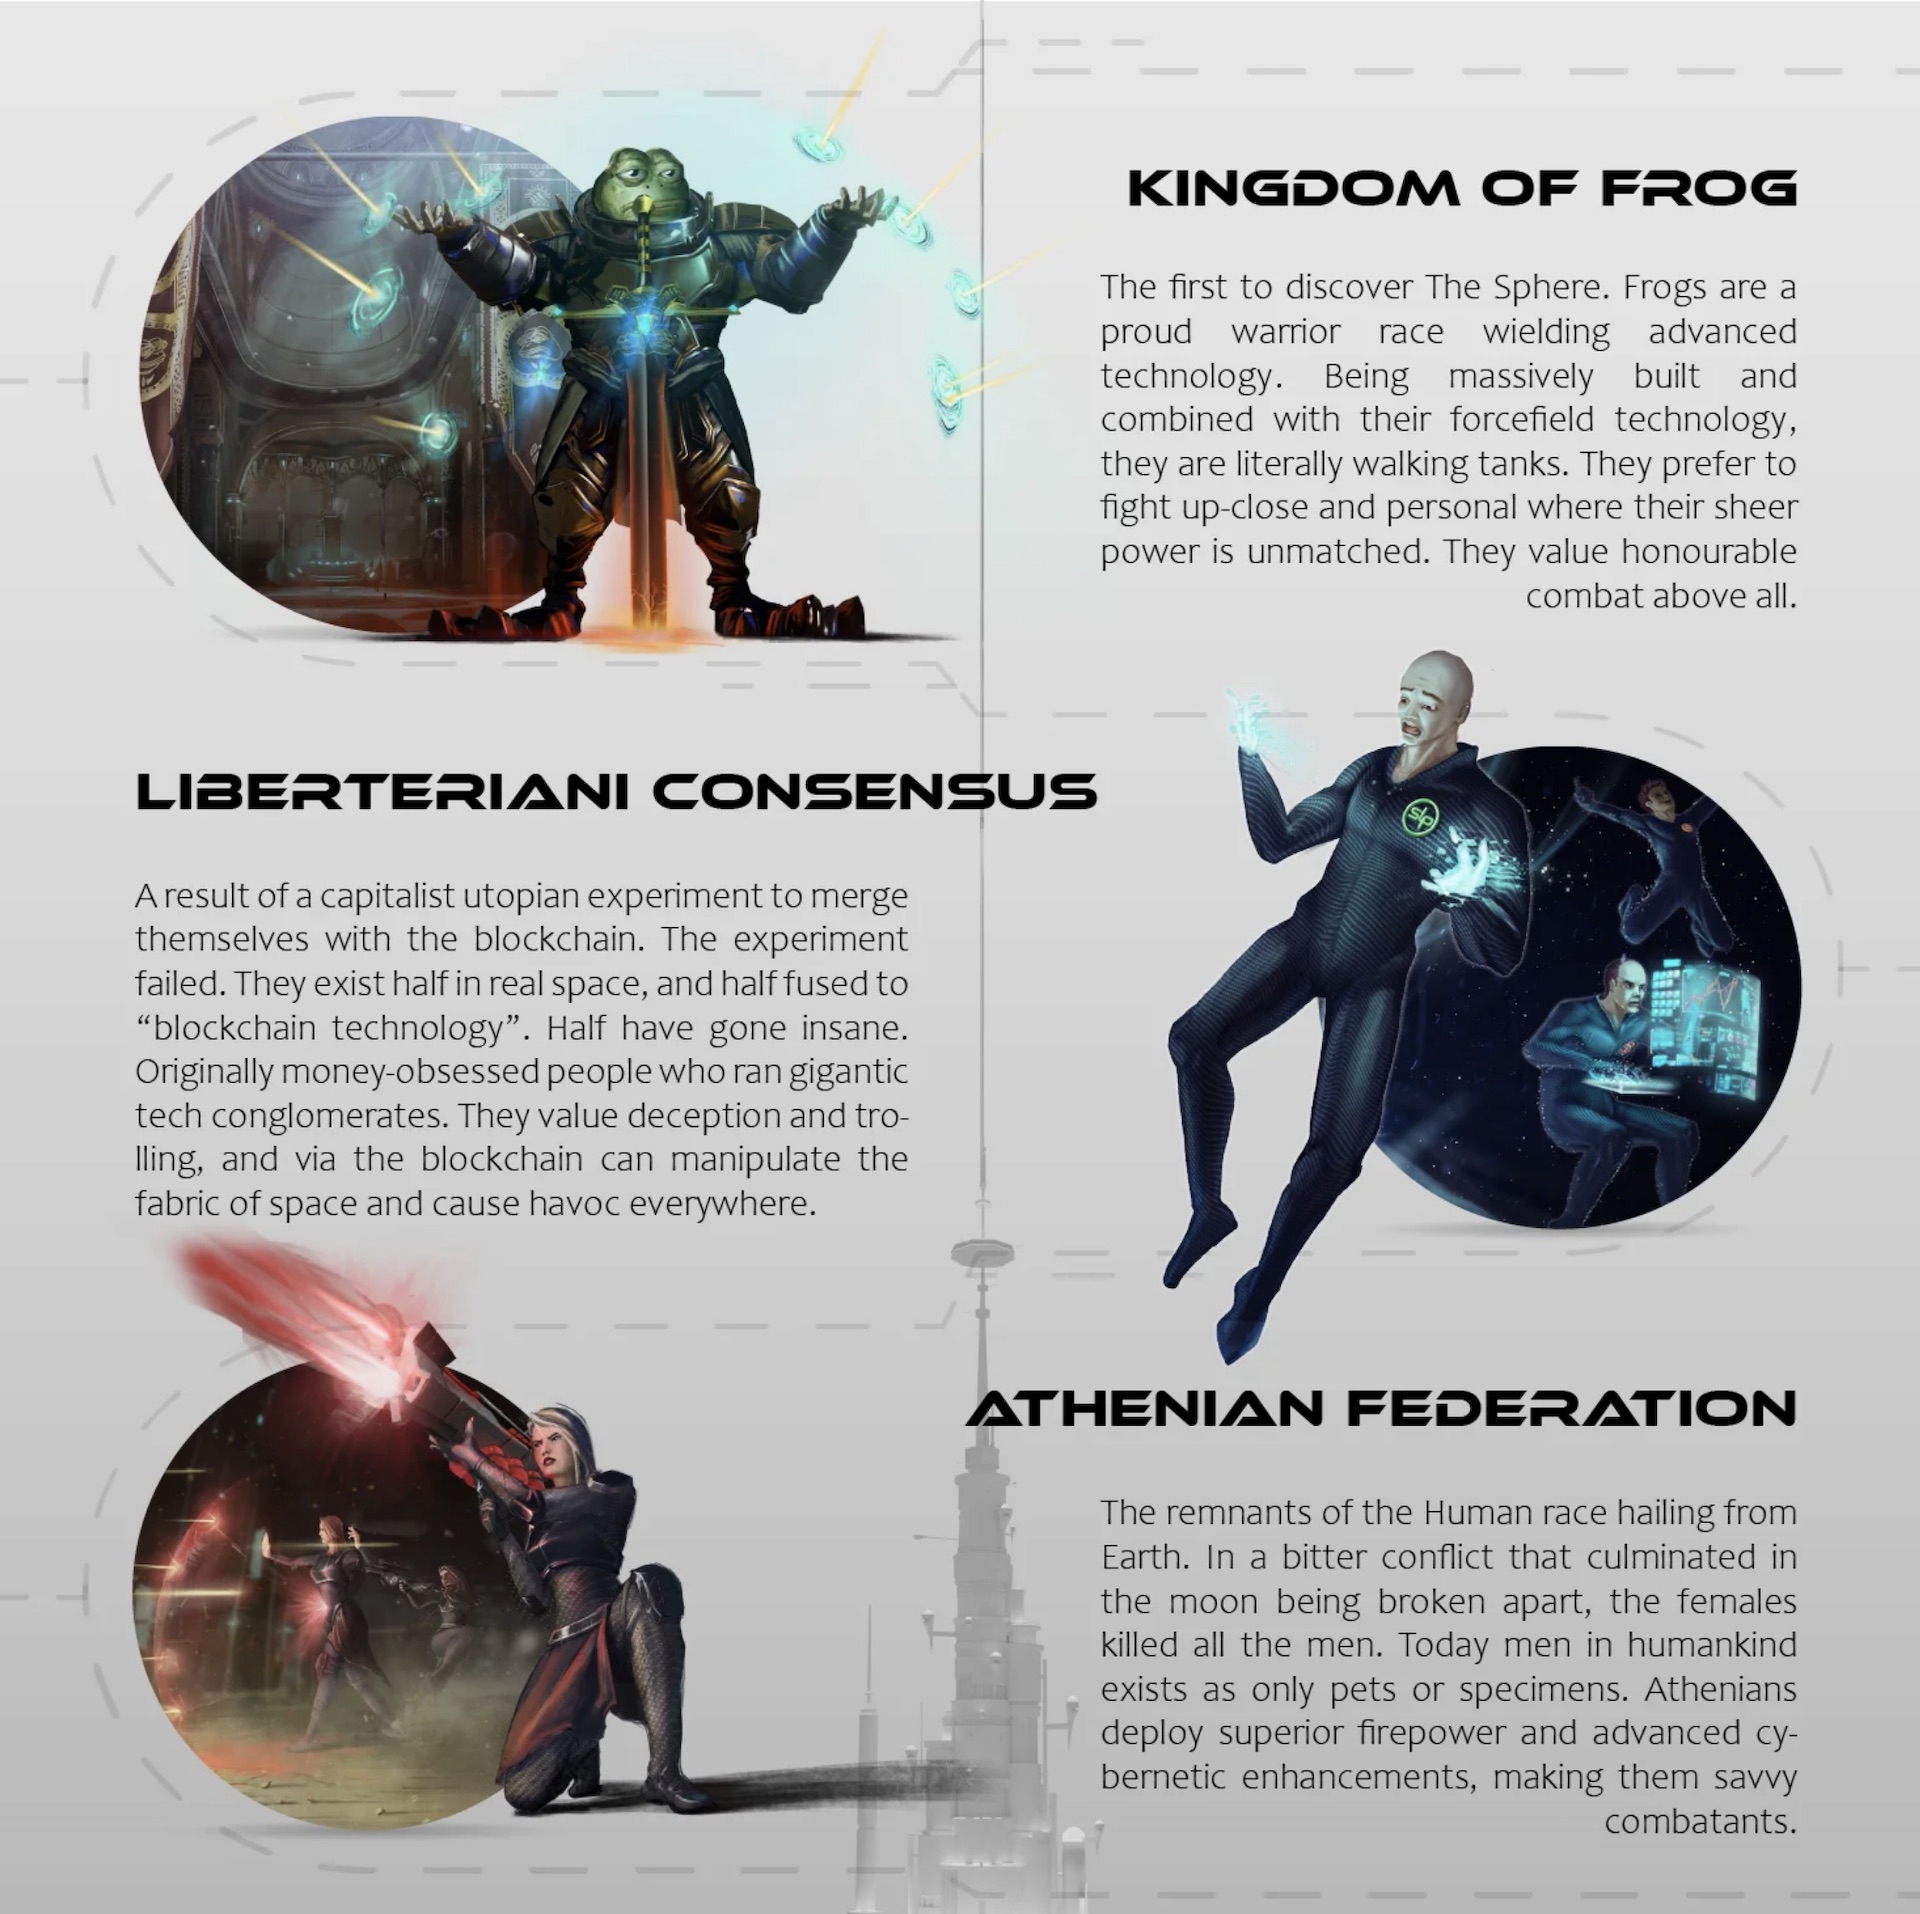 KINGDOM OF FROG
The first to discover The Sphere. Frogs are a
proud warrior race wielding advanced
technology. Being massively built and
combined with their forcefield technology,
they are literally walking tanks. They prefer to
fight up-close and personal where their sheer
power is unmatched. They value honourable
combat above all.
LIBERTERIANI CONSENSUS
A result of a capitalist utopian experiment to merge
themselves with the blockchain. The experiment
failed. They exist half in real space, and half fused to
“blockchain technology”. Half have gone insane.
Originally money-obsessed people who ran gigantic
tech conglomerates. They value deception and tro-
lling, and via the blockchain can manipulate the
fabric of space and cause havoc everywhere.
slp
ATHENIAN FEDERATION
The remnants of the Human race hailing from
Earth. In a bitter conflict that culminated in
the moon being broken apart, the females
killed all the men. Today men in humankind
exists as only pets or specimens. Athenians
deploy superior firepower and advanced cy-
bernetic enhancements, making them savvy
combatants.